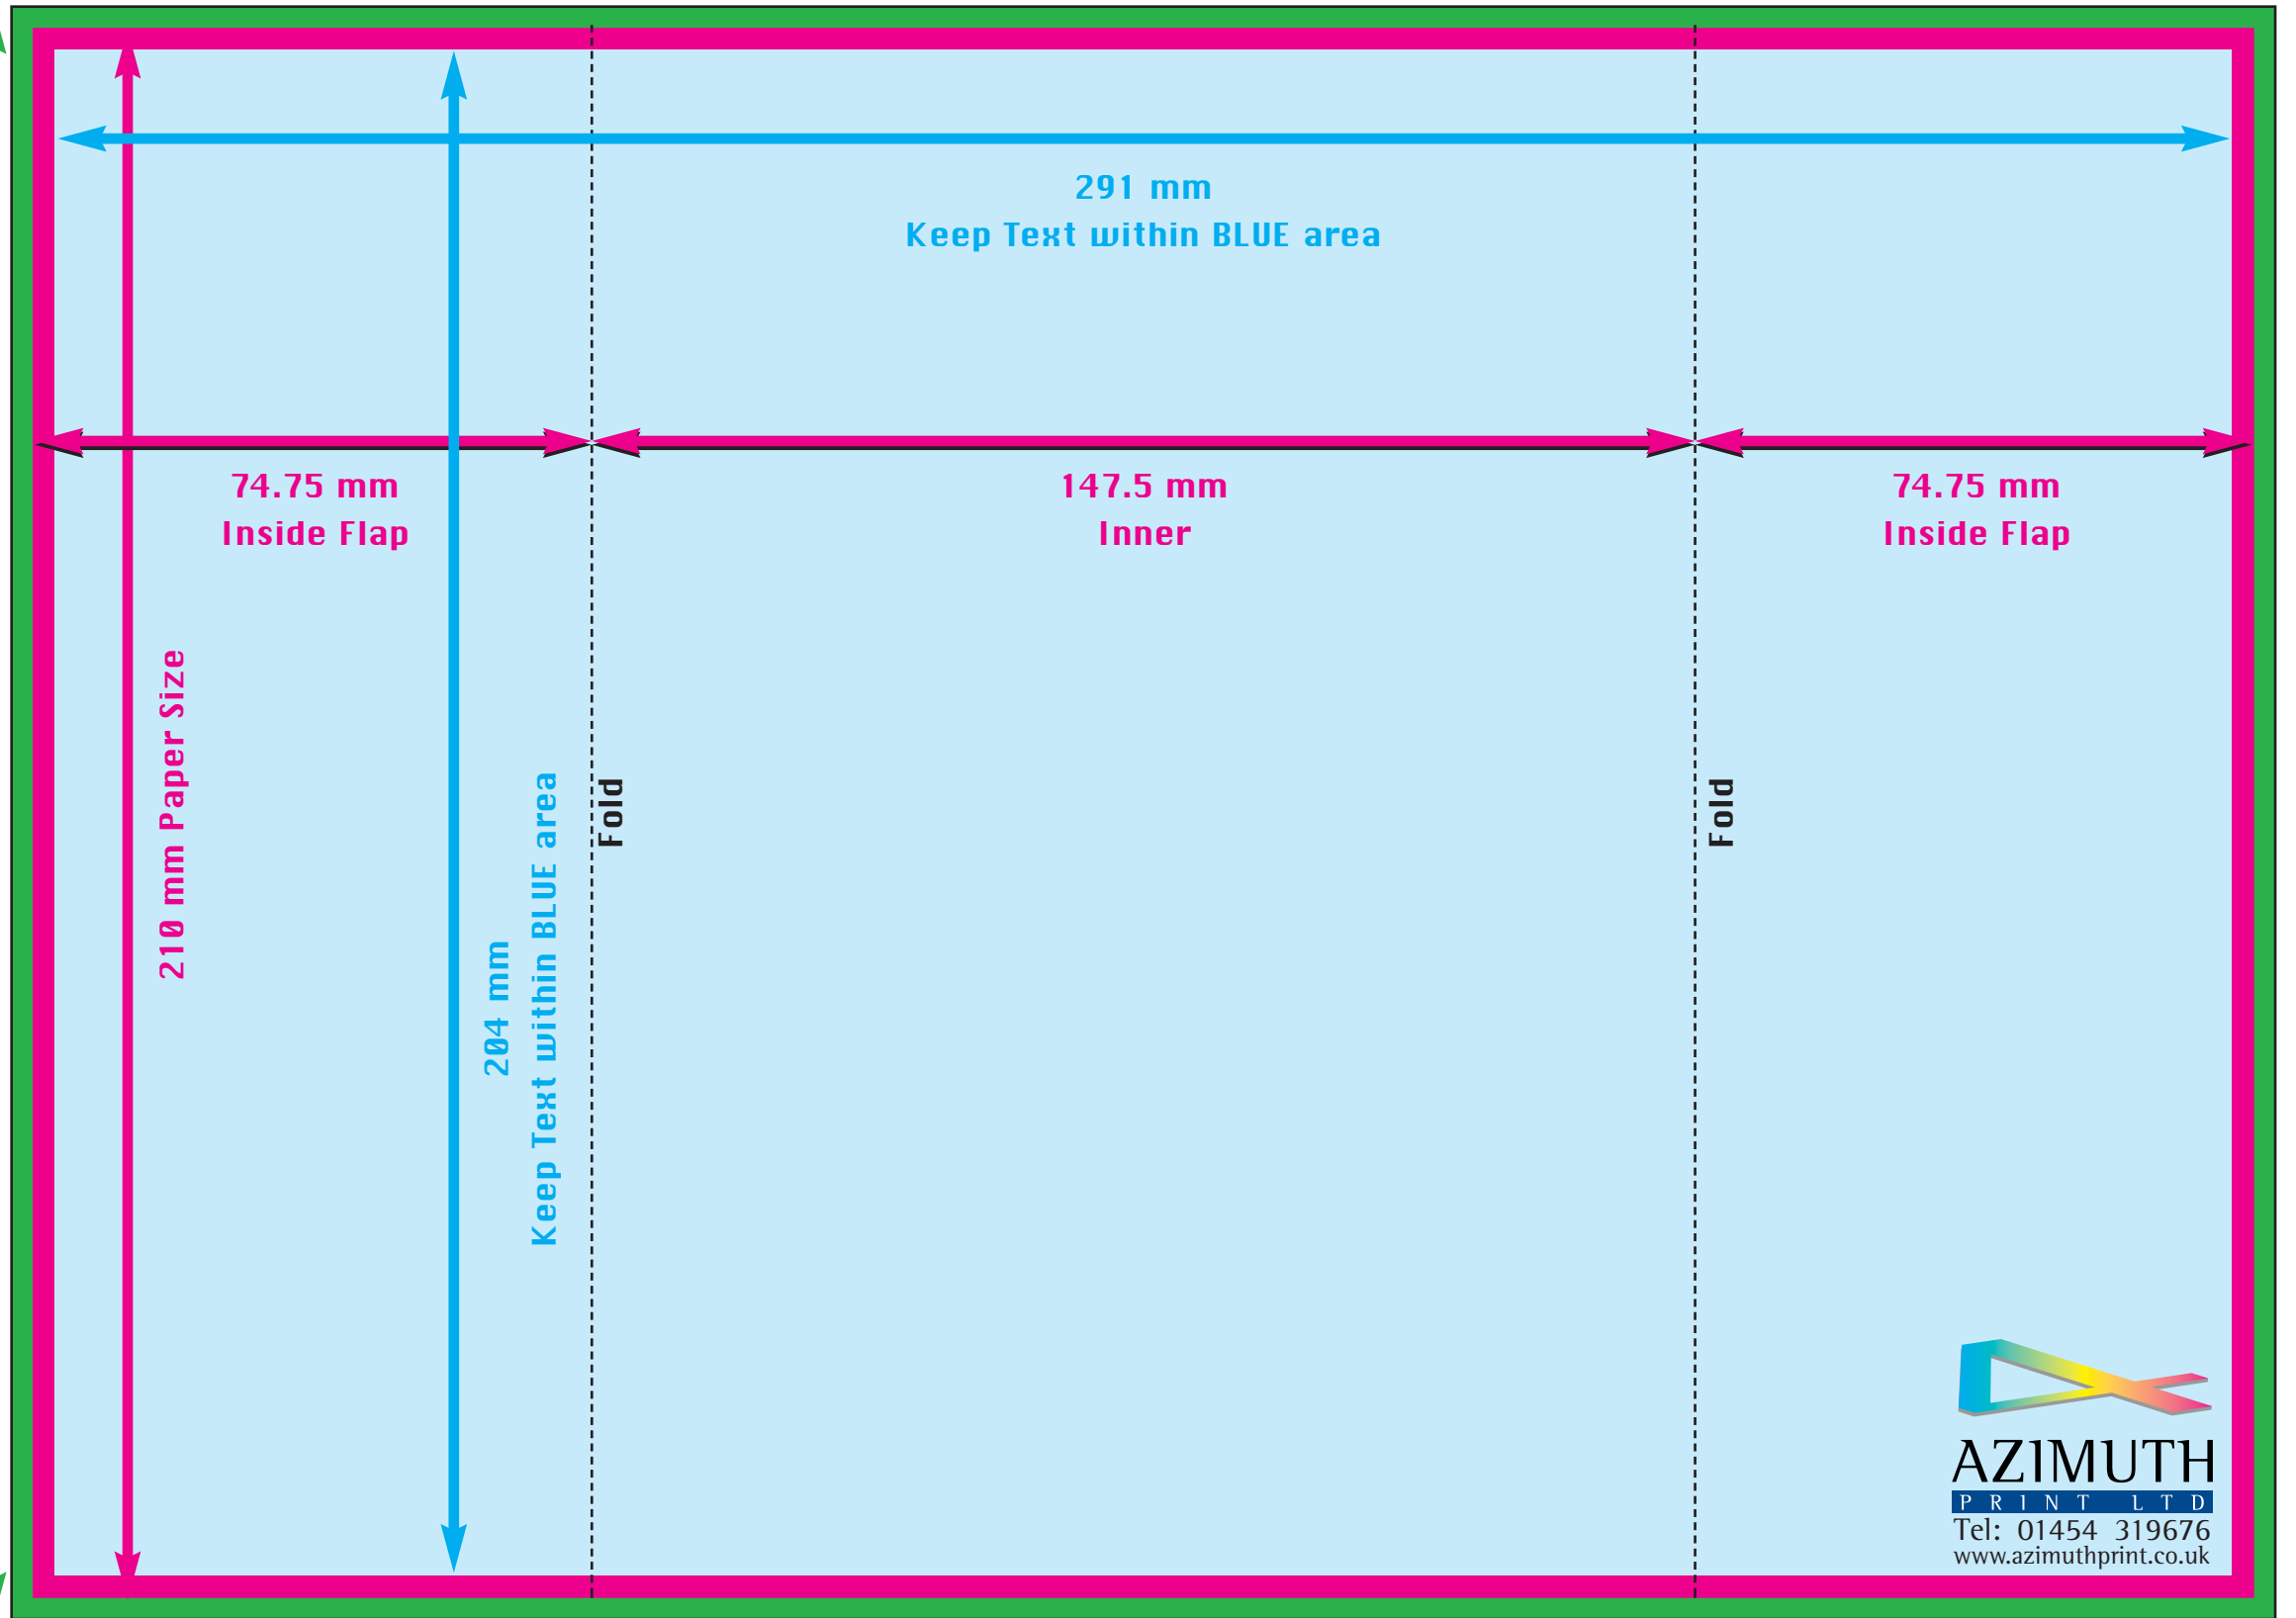 291 mm
Keep Text within BLUE area
74.75 mm
Inside Flap
147.5 mm
Inner
74.75 mm
Inside Flap
210 mm Paper Size
204 mm
Keep Text within BLUE area
Fold
Fold
AZIMUTH
PRINT LTD
Tel: 01454 319676
www.azimuthprint.co.uk